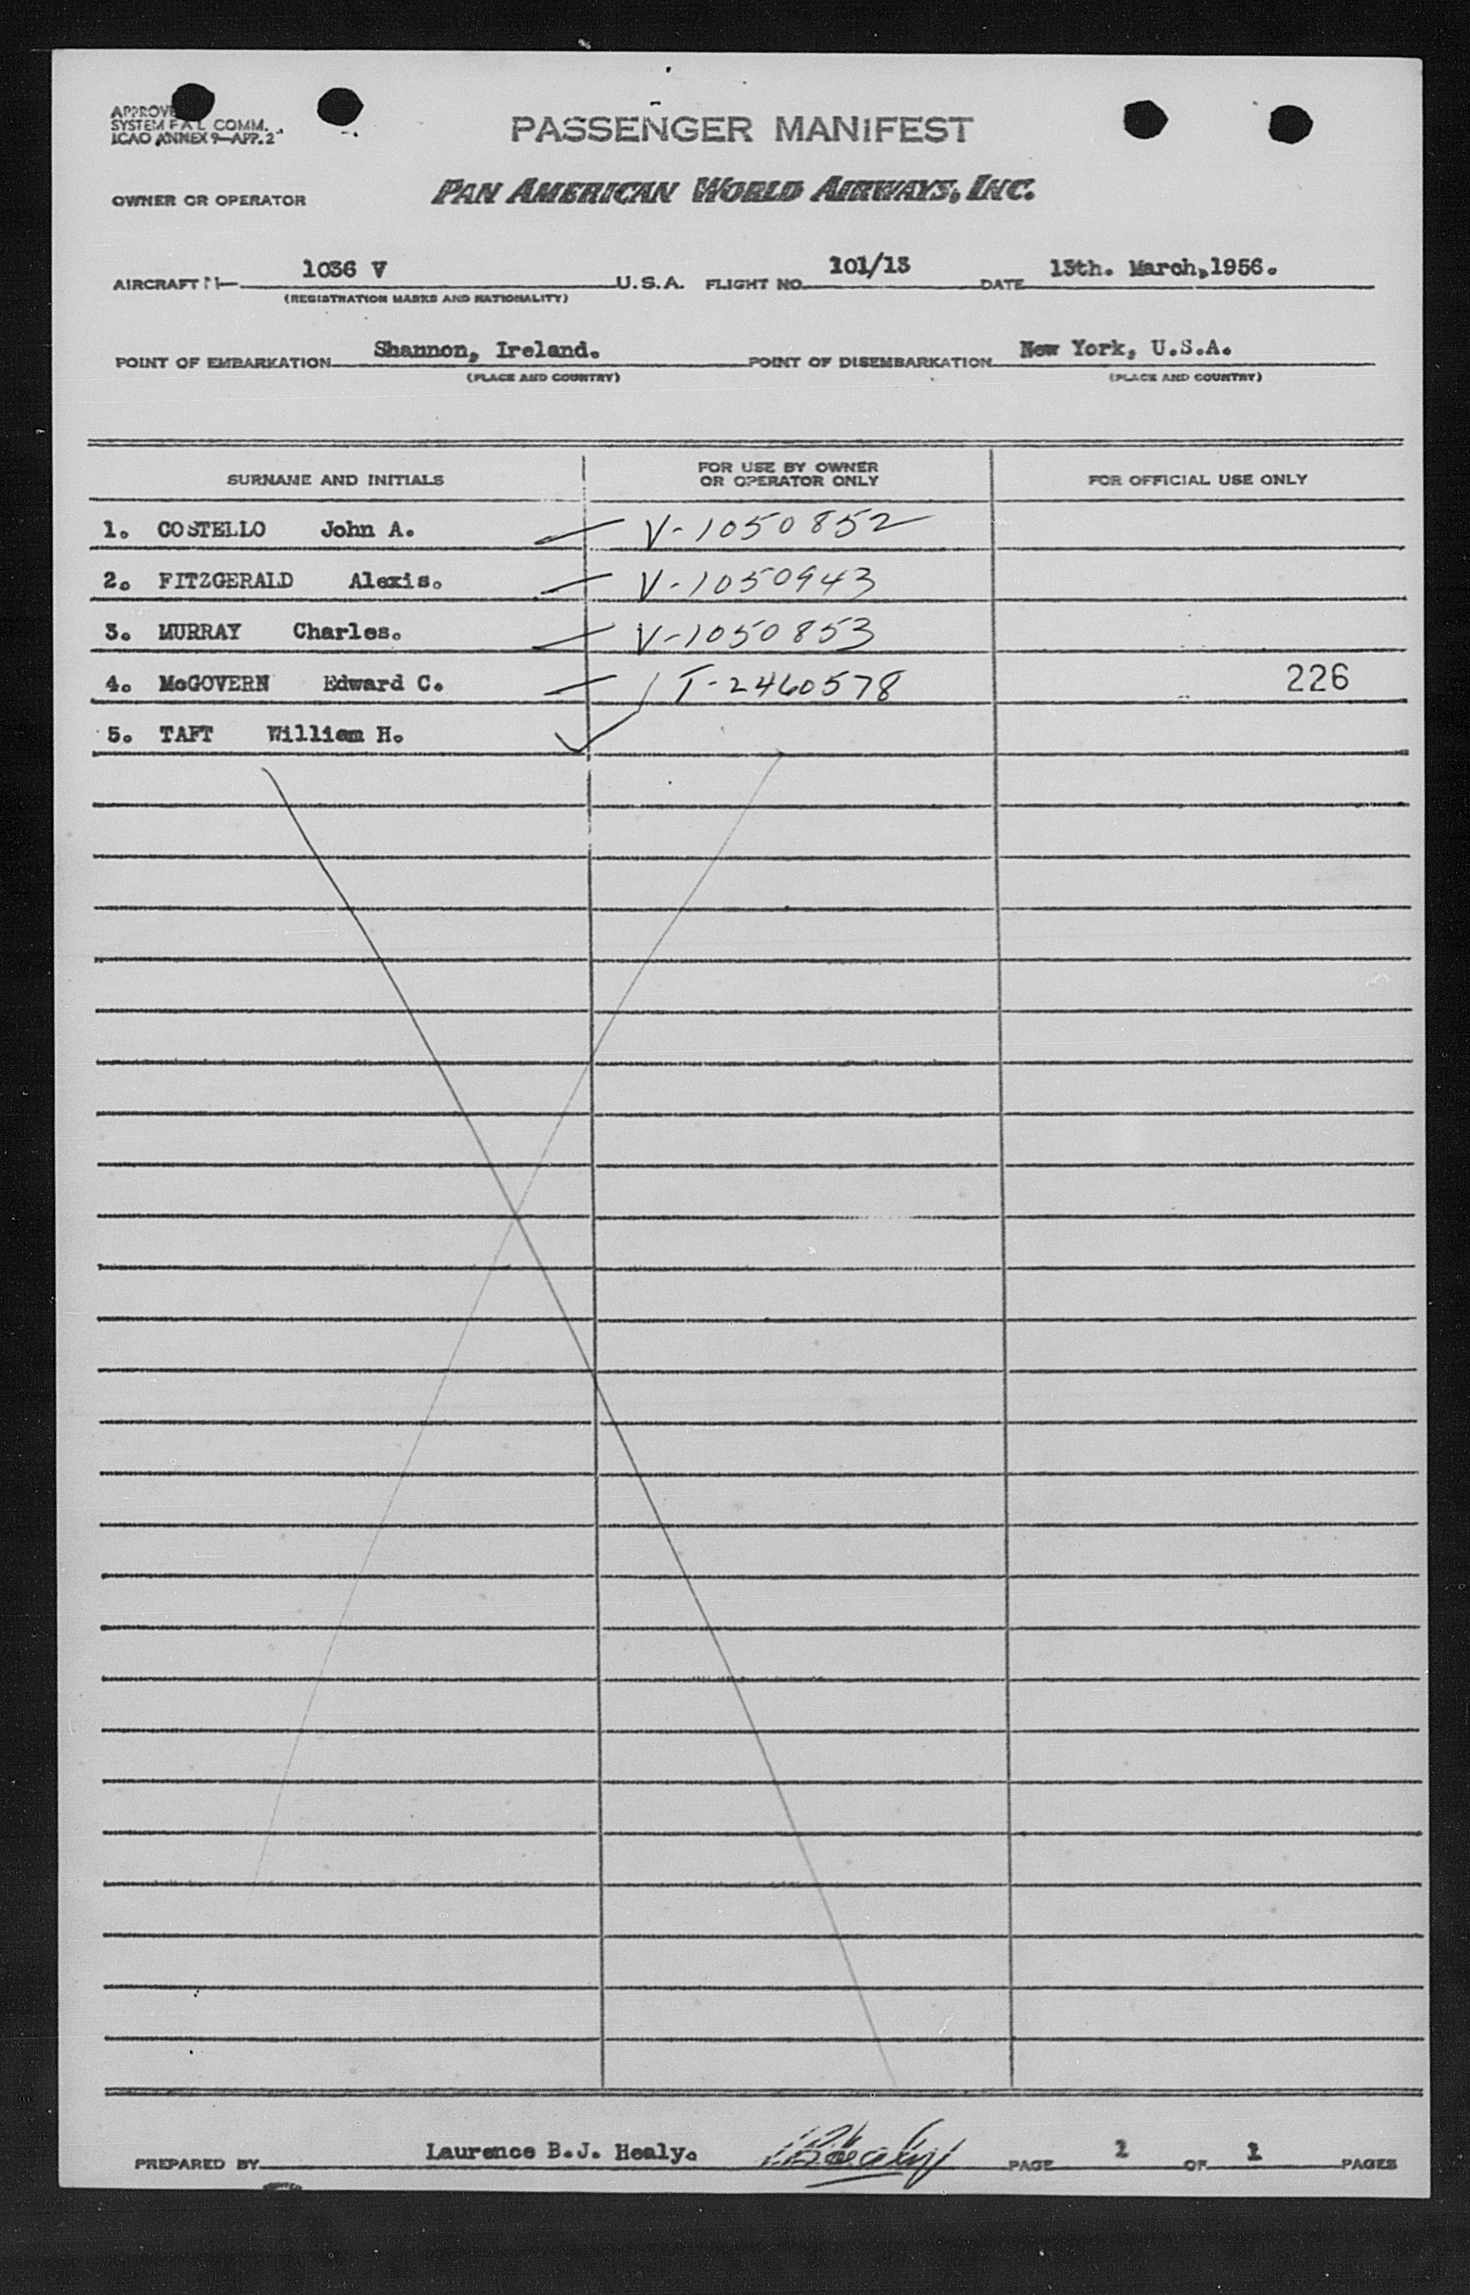 PASSENGER MANIFEST
SYSTEM F A L COMM.
ICAO ANNEX 9—APP. 2
OWNER OR OPERATOR PAN AMERICAN WORLD AIRWAYS, INC.
AIRCRAFT N— 1036 V U.S.A. FLIGHT NO. 101/13 DATE 13th. March,1956.
(REGISTRATION MARKS AND NATIONALITY)
POINT OF EMBARKATION Shannon, Ireland. POINT OF DISEMBARKATION New York, U.S.A.
(PLACE AND COUNTRY) (PLACE AND COUNTRY)
SURNAME AND INITIALS FOR USE BY OWNER OR OPERATOR ONLY FOR OFFICIAL USE ONLY
1. COSTELLO John A. V-1050852
2. FITZGERALD Alexis. V-1050943
3. MURRAY Charles. V-1050853
4. McGOVERN Edward C. T-2460578 226
5. TAFT William H.
PREPARED BY Laurence B.J. Healy. LBJHealy PAGE 1 OF 1 PAGES